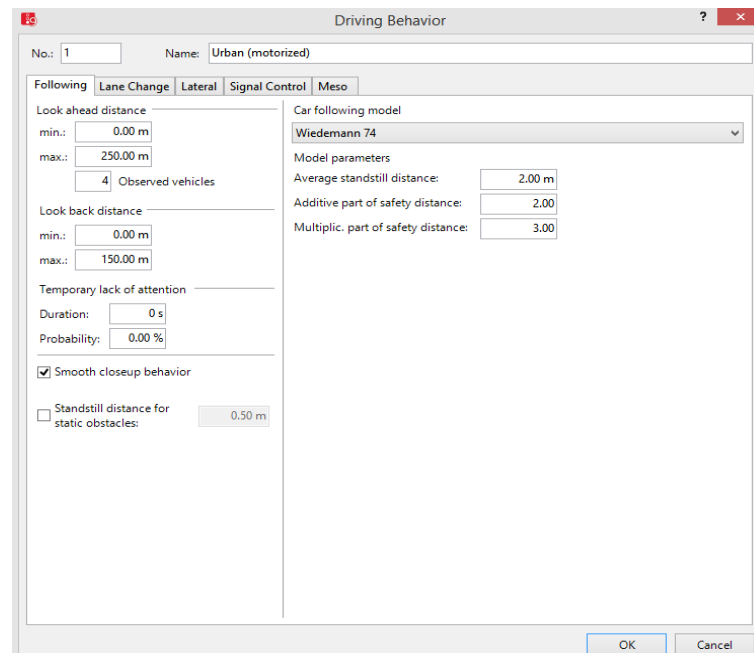 Driving Behavior
?
×
No.: 1
Name: Urban (motorized)
Following
Lane Change
Lateral
Signal Control
Meso
Look ahead distance
min.: 0.00 m
max.: 250.00 m
4 Observed vehicles
Look back distance
min.: 0.00 m
max.: 150.00 m
Temporary lack of attention
Duration: 0 s
Probability: 0.00 %
Smooth closeup behavior
Standstill distance for
static obstacles: 0.50 m
Car following model
Wiedemann 74
Model parameters
Average standstill distance: 2.00 m
Additive part of safety distance: 2.00
Multiplic. part of safety distance: 3.00
OK
Cancel